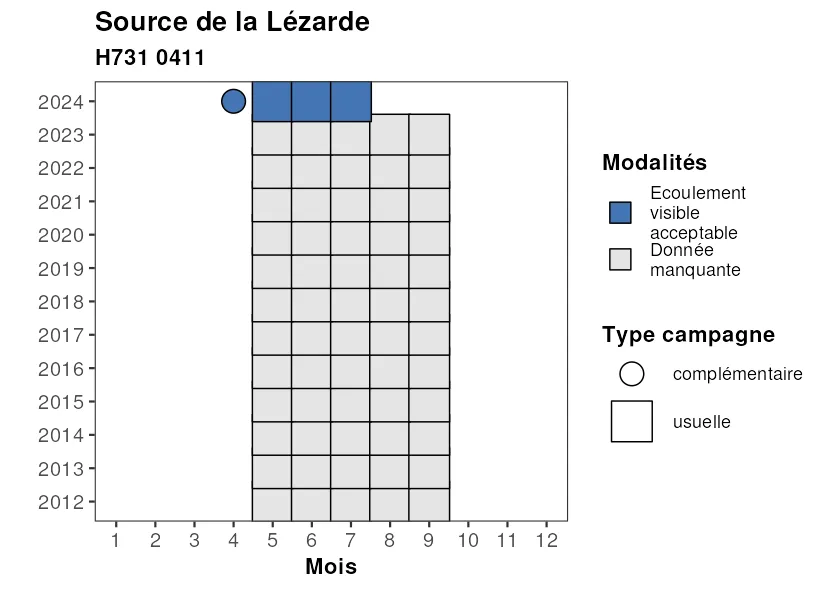 Source de la Lézarde
H731 0411
2024
2023
2022
2021
2020
2019
2018
2017
2016
2015
2014
2013
2012
1 2 3 4 5 6 7 8 9 10 11 12
Mois
Modalités
Ecoulement
visible
acceptable
Donnée
manquante
Type campagne
complémentaire
usuelle